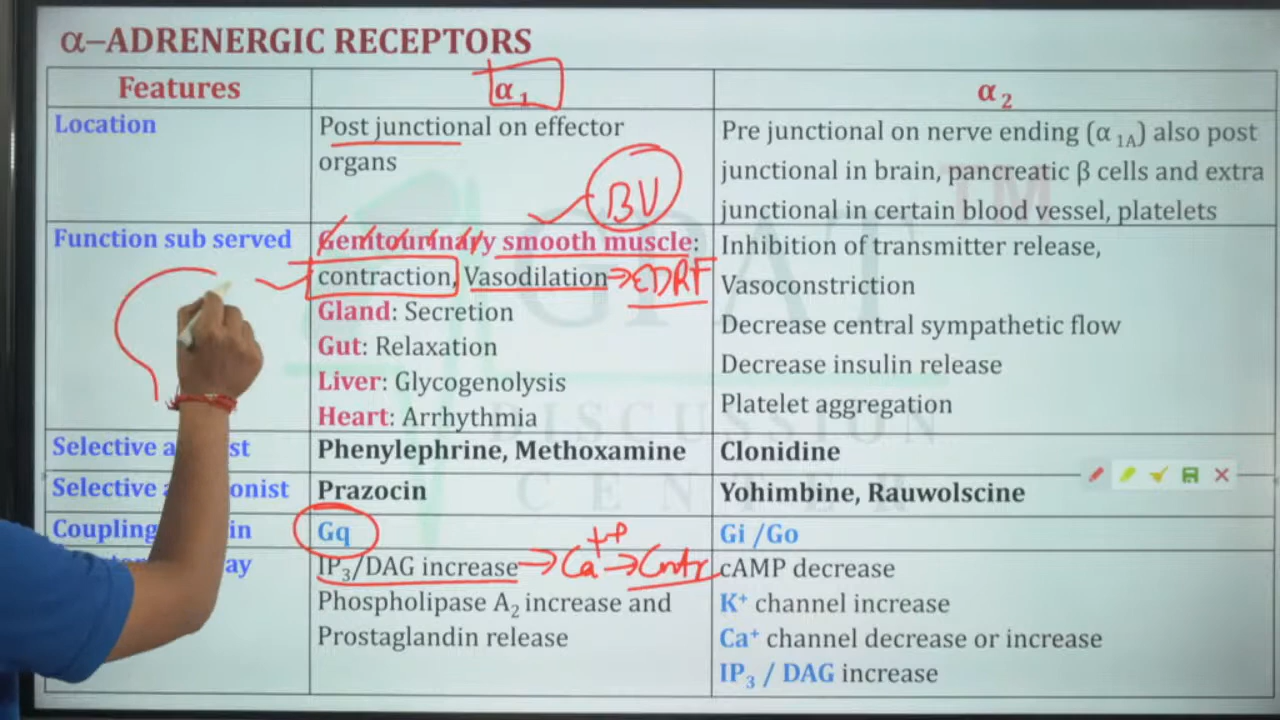 α–ADRENERGIC RECEPTORS
Features
α₁
α₂
Location
Post junctional on effector
organs
BV
Pre junctional on nerve ending (α 1A) also post
junctional in brain, pancreatic β cells and extra
junctional in certain blood vessel, platelets
Function sub served
Genitourinary smooth muscle:
contraction, Vasodilation → EDRF
Gland: Secretion
Gut: Relaxation
Liver: Glycogenolysis
Heart: Arrhythmia
Inhibition of transmitter release,
Vasoconstriction
Decrease central sympathetic flow
Decrease insulin release
Platelet aggregation
Selective
Phenylephrine, Methoxamine
Clonidine
Selective
Prazocin
Yohimbine, Rauwolscine
Coupling
Gq
Gi /Go
IP₃/DAG increase → Ca⁺⁺ →
Phospholipase A₂ increase and
Prostaglandin release
cAMP decrease
K⁺ channel increase
Ca⁺ channel decrease or increase
IP₃ / DAG increase
GPAT TM
DISCUSSION
CENTER